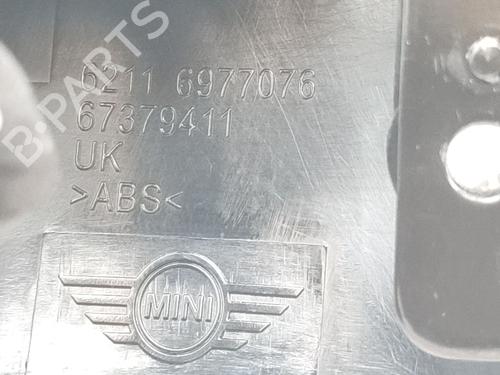 B-PARTS
6211 6977076
67379411
UK
>ABS<
MINI